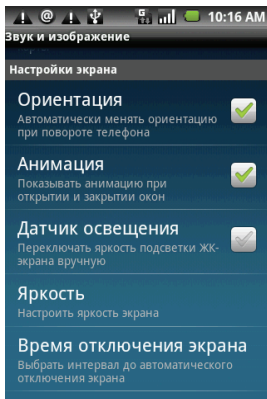 10:16 AM
Звук и изображение
Настройки экрана
Ориентация
Автоматически менять ориентацию
при повороте телефона
Анимация
Показывать анимацию при
открытии и закрытии окон
Датчик освещения
Переключать яркость подсветки ЖК-
экрана вручную
Яркость
Настроить яркость экрана
Время отключения экрана
Выбрать интервал до автоматического
отключения экрана